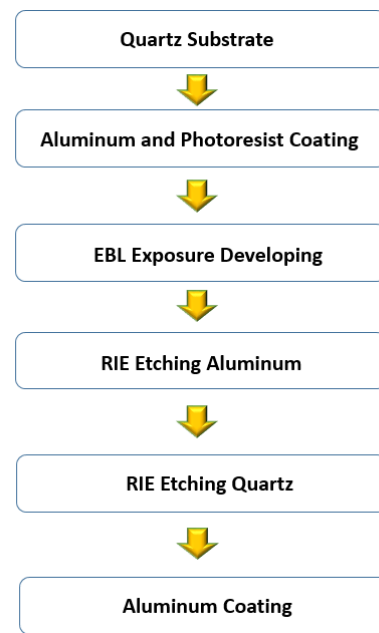 Quartz Substrate
Aluminum and Photoresist Coating
EBL Exposure Developing
RIE Etching Aluminum
RIE Etching Quartz
Aluminum Coating